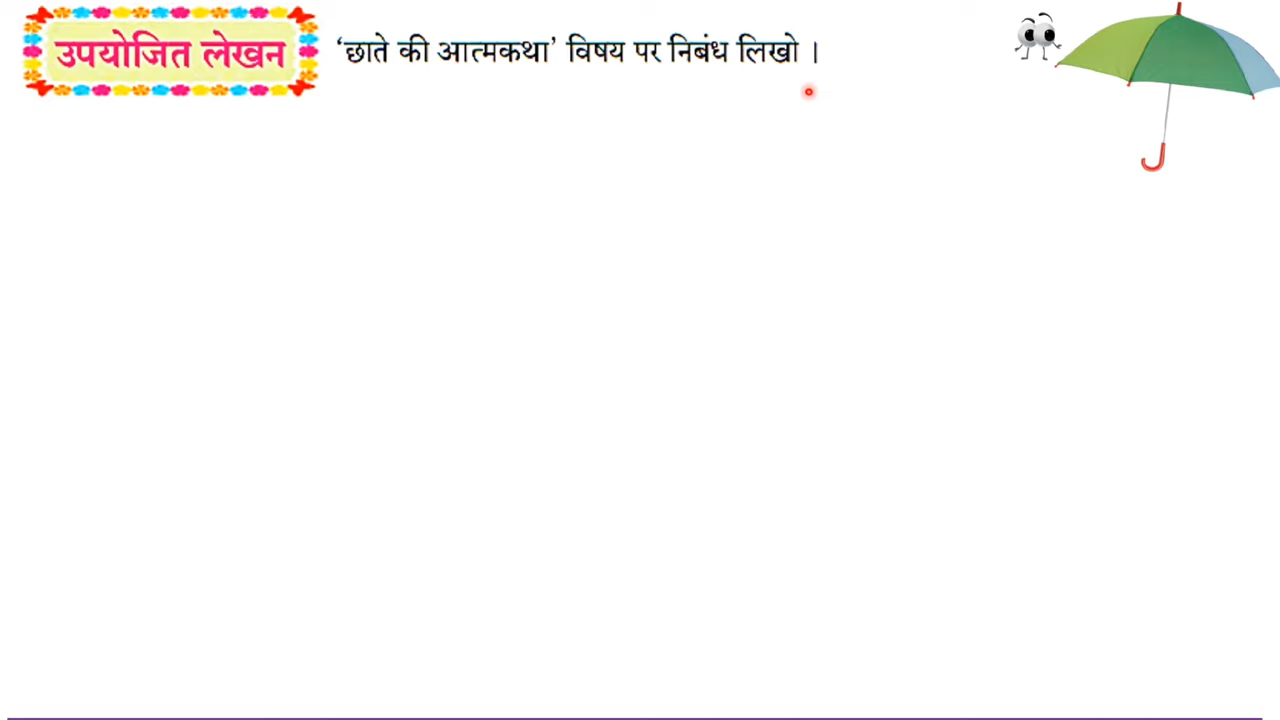 उपयोजित लेखन
‘छाते की आत्मकथा’ विषय पर निबंध लिखो ।